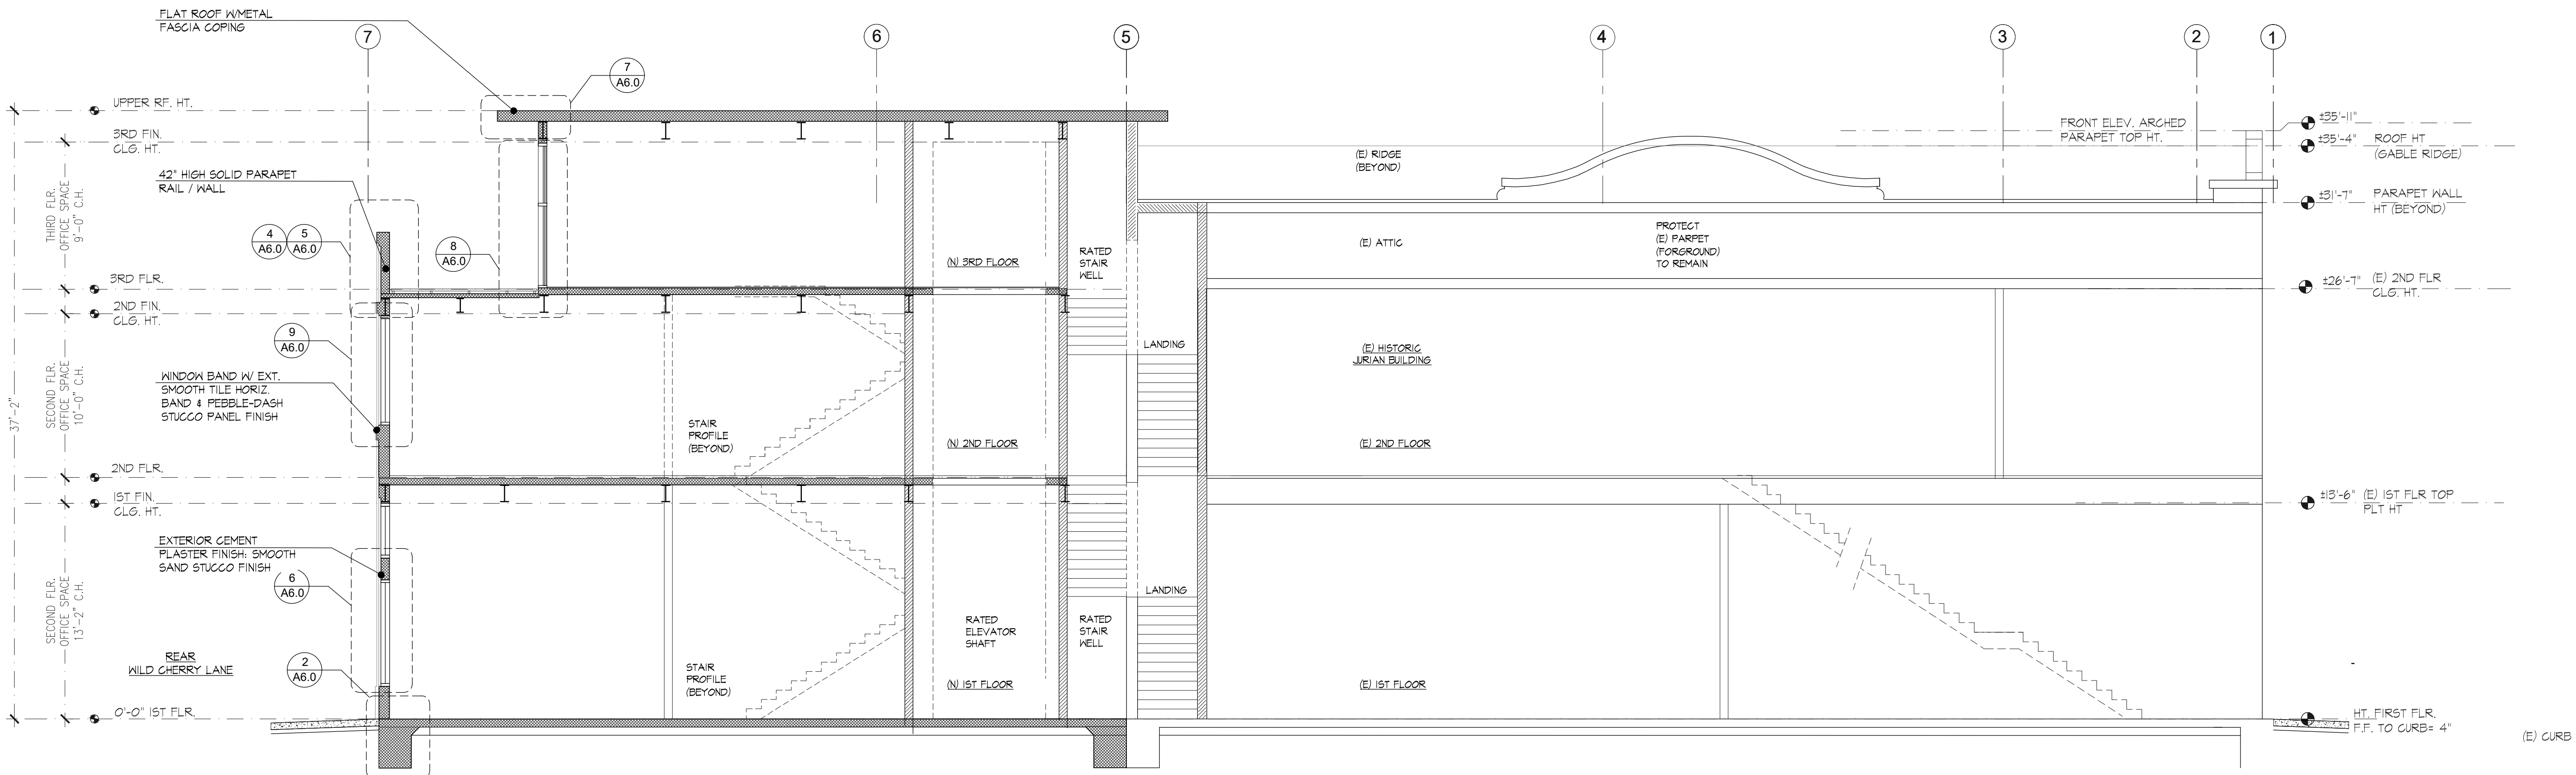 FLAT ROOF W/METAL
FASCIA COPING
7
6
5
4
3
2
1
7
A6.0
UPPER RF. HT.
3RD FIN.
CLG. HT.
42" HIGH SOLID PARAPET
RAIL / WALL
THIRD FLR.
OFFICE SPACE
9'-0" C.H.
4
A6.0
5
A6.0
8
A6.0
3RD FLR.
2ND FIN.
CLG. HT.
9
A6.0
37'-2"
SECOND FLR.
OFFICE SPACE
10'-0" C.H.
WINDOW BAND W/ EXT.
SMOOTH TILE HORIZ.
BAND & PEBBLE-DASH
STUCCO PANEL FINISH
2ND FLR.
1ST FIN.
CLG. HT.
EXTERIOR CEMENT
PLASTER FINISH: SMOOTH
SAND STUCCO FINISH
6
A6.0
SECOND FLR.
OFFICE SPACE
13'-2" C.H.
REAR
WILD CHERRY LANE
2
A6.0
0'-0" 1ST FLR.
(N) 3RD FLOOR
RATED
STAIR
WELL
STAIR
PROFILE
(BEYOND)
(N) 2ND FLOOR
LANDING
STAIR
PROFILE
(BEYOND)
RATED
ELEVATOR
SHAFT
(N) 1ST FLOOR
RATED
STAIR
WELL
LANDING
(E) RIDGE
(BEYOND)
(E) ATTIC
PROTECT
(E) PARPET
(FORGROUND)
TO REMAIN
(E) HISTORIC
JURIAN BUILDING
(E) 2ND FLOOR
(E) 1ST FLOOR
FRONT ELEV. ARCHED
PARAPET TOP HT.
±35'-11"
±35'-4" ROOF HT
(GABLE RIDGE)
±31'-7" PARAPET WALL
HT (BEYOND)
±26'-7" (E) 2ND FLR
CLG. HT.
±13'-6" (E) 1ST FLR TOP
PLT HT
-
HT. FIRST FLR.
F.F. TO CURB= 4"
(E) CURB